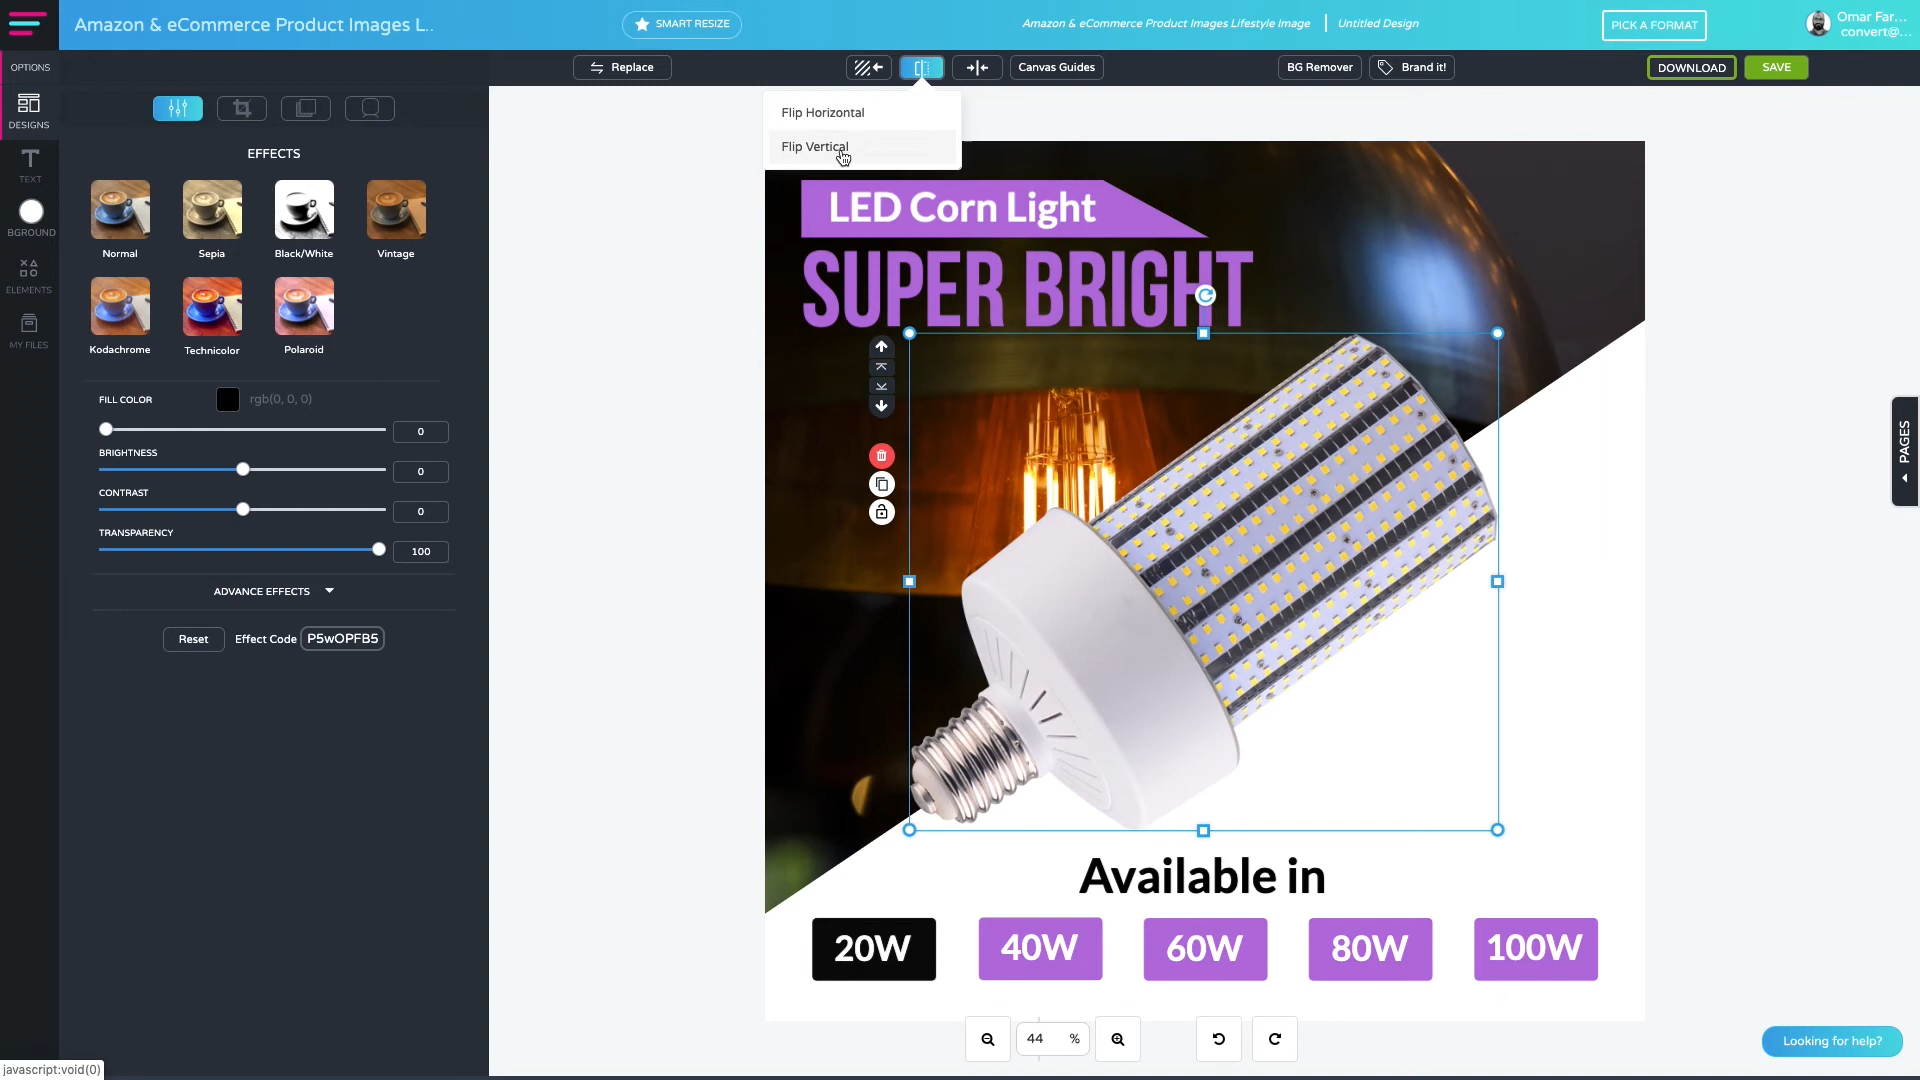 Amazon & eCommerce Product Images L..
SMART RESIZE
Amazon & eCommerce Product Images Lifestyle Image
Untitled Design
PICK A FORMAT
Omar Far...
convert@...
OPTIONS
Replace
Canvas Guides
BG Remover
Brand it!
DOWNLOAD
SAVE
DESIGNS
TEXT
BGROUND
ELEMENTS
MY FILES
EFFECTS
Normal
Sepia
Black/White
Vintage
Kodachrome
Technicolor
Polaroid
FILL COLOR
rgb(0, 0, 0)
0
BRIGHTNESS
0
CONTRAST
0
TRANSPARENCY
100
ADVANCE EFFECTS
Reset
Effect Code
P5wOPFB5
Flip Horizontal
Flip Vertical
LED Corn Light
SUPER BRIGHT
Available in
20W
40W
60W
80W
100W
PAGES
44 %
Looking for help?
javascript:void(0)